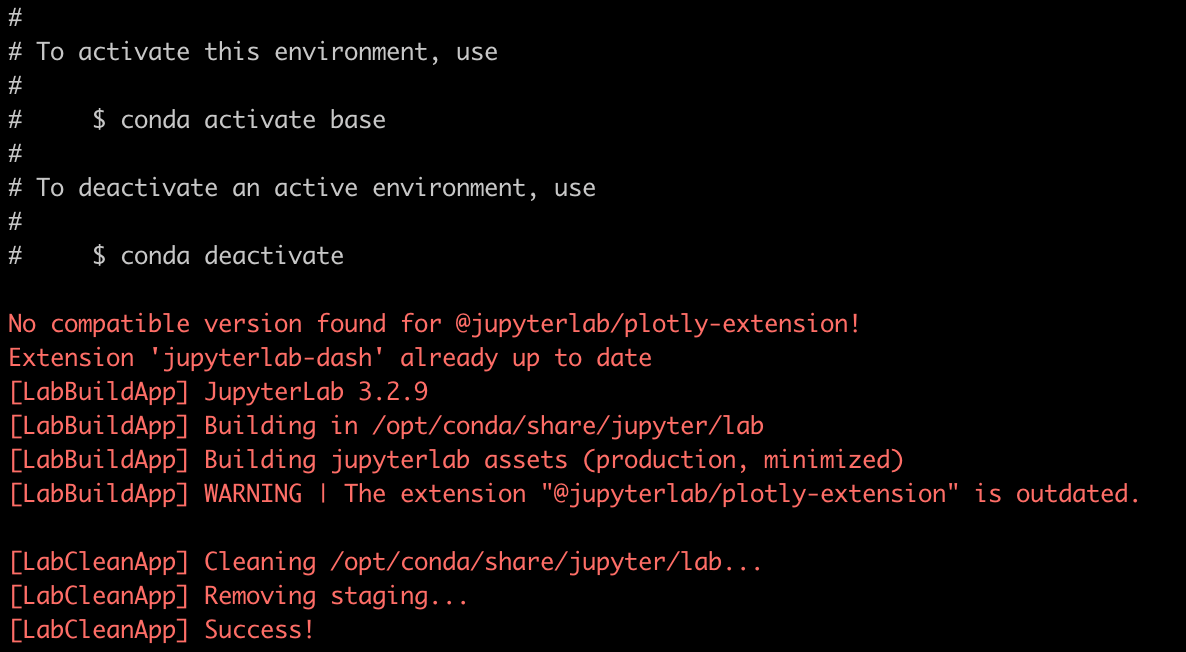 #
# To activate this environment, use
#
#     $ conda activate base
#
# To deactivate an active environment, use
#
#     $ conda deactivate

No compatible version found for @jupyterlab/plotly-extension!
Extension 'jupyterlab-dash' already up to date
[LabBuildApp] JupyterLab 3.2.9
[LabBuildApp] Building in /opt/conda/share/jupyter/lab
[LabBuildApp] Building jupyterlab assets (production, minimized)
[LabBuildApp] WARNING | The extension "@jupyterlab/plotly-extension" is outdated.

[LabCleanApp] Cleaning /opt/conda/share/jupyter/lab...
[LabCleanApp] Removing staging...
[LabCleanApp] Success!